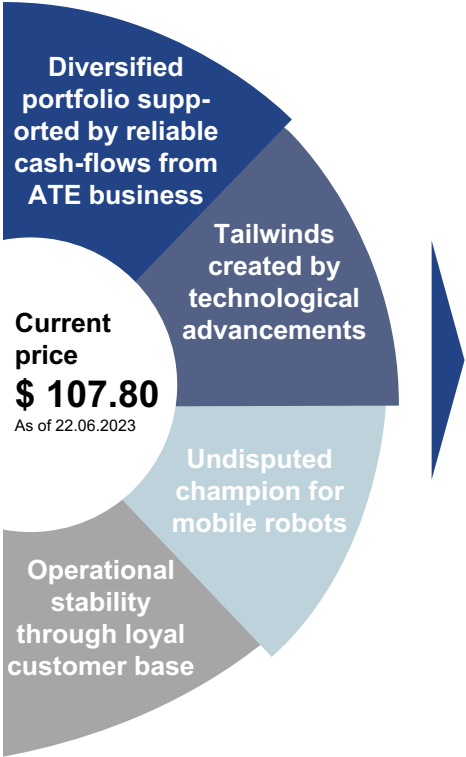 Diversified
portfolio supp-
orted by reliable
cash-flows from
ATE business
Tailwinds
created by
technological
advancements
Current
price
$ 107.80
As of 22.06.2023
Undisputed
champion for
mobile robots
Operational
stability
through loyal
customer base